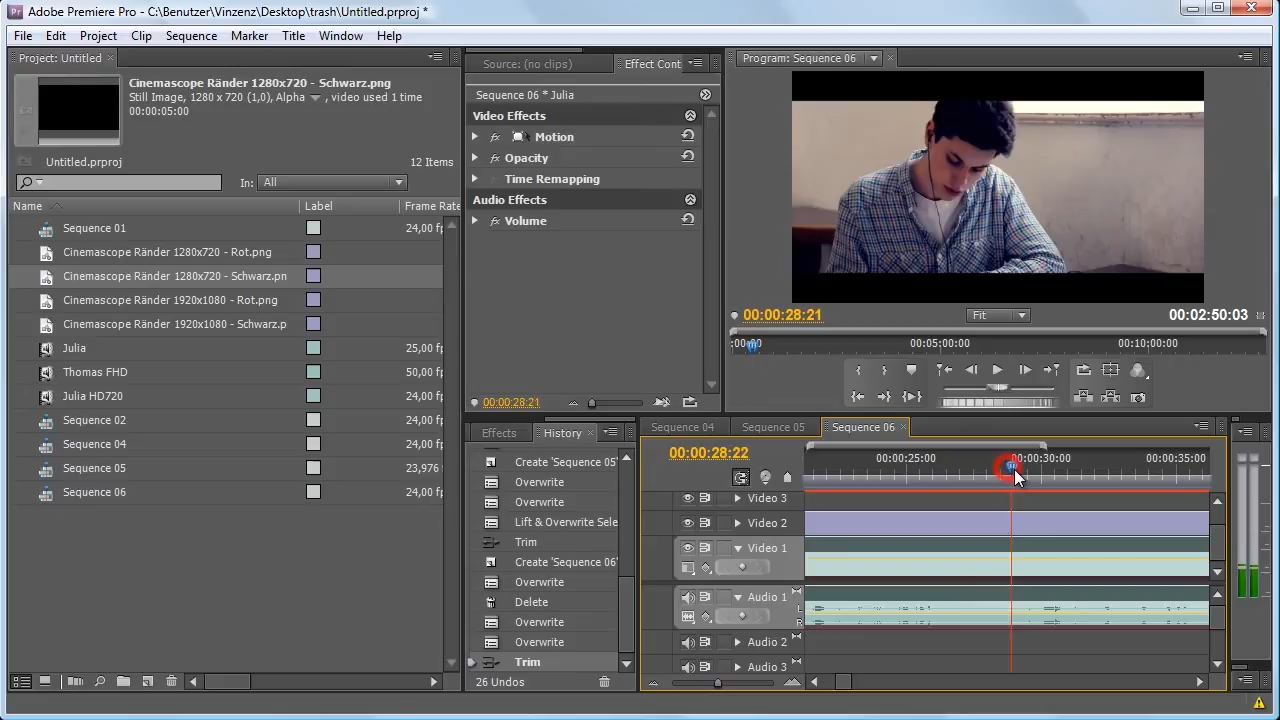 Pr Adobe Premiere Pro - C:\Benutzer\Vinzenz\Desktop\trash\Untitled.prproj *
File Edit Project Clip Sequence Marker Title Window Help
Project: Untitled
Cinemascope Ränder 1280x720 - Schwarz.png
Still Image, 1280 x 720 (1,0), Alpha , video used 1 time
00:00:05:00
Untitled.prproj 12 Items
In: All
Name Label Frame Rate
Sequence 01 24,00 f
Cinemascope Ränder 1280x720 - Rot.png
Cinemascope Ränder 1280x720 - Schwarz.pn
Cinemascope Ränder 1920x1080 - Rot.png
Cinemascope Ränder 1920x1080 - Schwarz.p
Julia 25,00 fp
Thomas FHD 50,00 fp
Julia HD720 24,00 fp
Sequence 02 24,00 fp
Sequence 04 24,00 fp
Sequence 05 23,976 f
Sequence 06 24,00 fp
Source: (no clips) Effect Cont
Sequence 06 * Julia
Video Effects
fx Motion
fx Opacity
Time Remapping
Audio Effects
fx Volume
00:00:28:21
Program: Sequence 06
00:00:28:21 Fit 00:02:50:03
;00:00 00:05:00:00 00:10:00:00
Effects History
Create 'Sequence 05'
Overwrite
Overwrite
Lift & Overwrite Sele
Trim
Create 'Sequence 06'
Overwrite
Delete
Overwrite
Overwrite
Trim
26 Undos
Sequence 04 Sequence 05 Sequence 06
00:00:28:22 00:00:25:00 00:00:30:00 00:00:35:00
Video 3
Video 2
Video 1
Audio 1 L
R
Audio 2
Audio 3